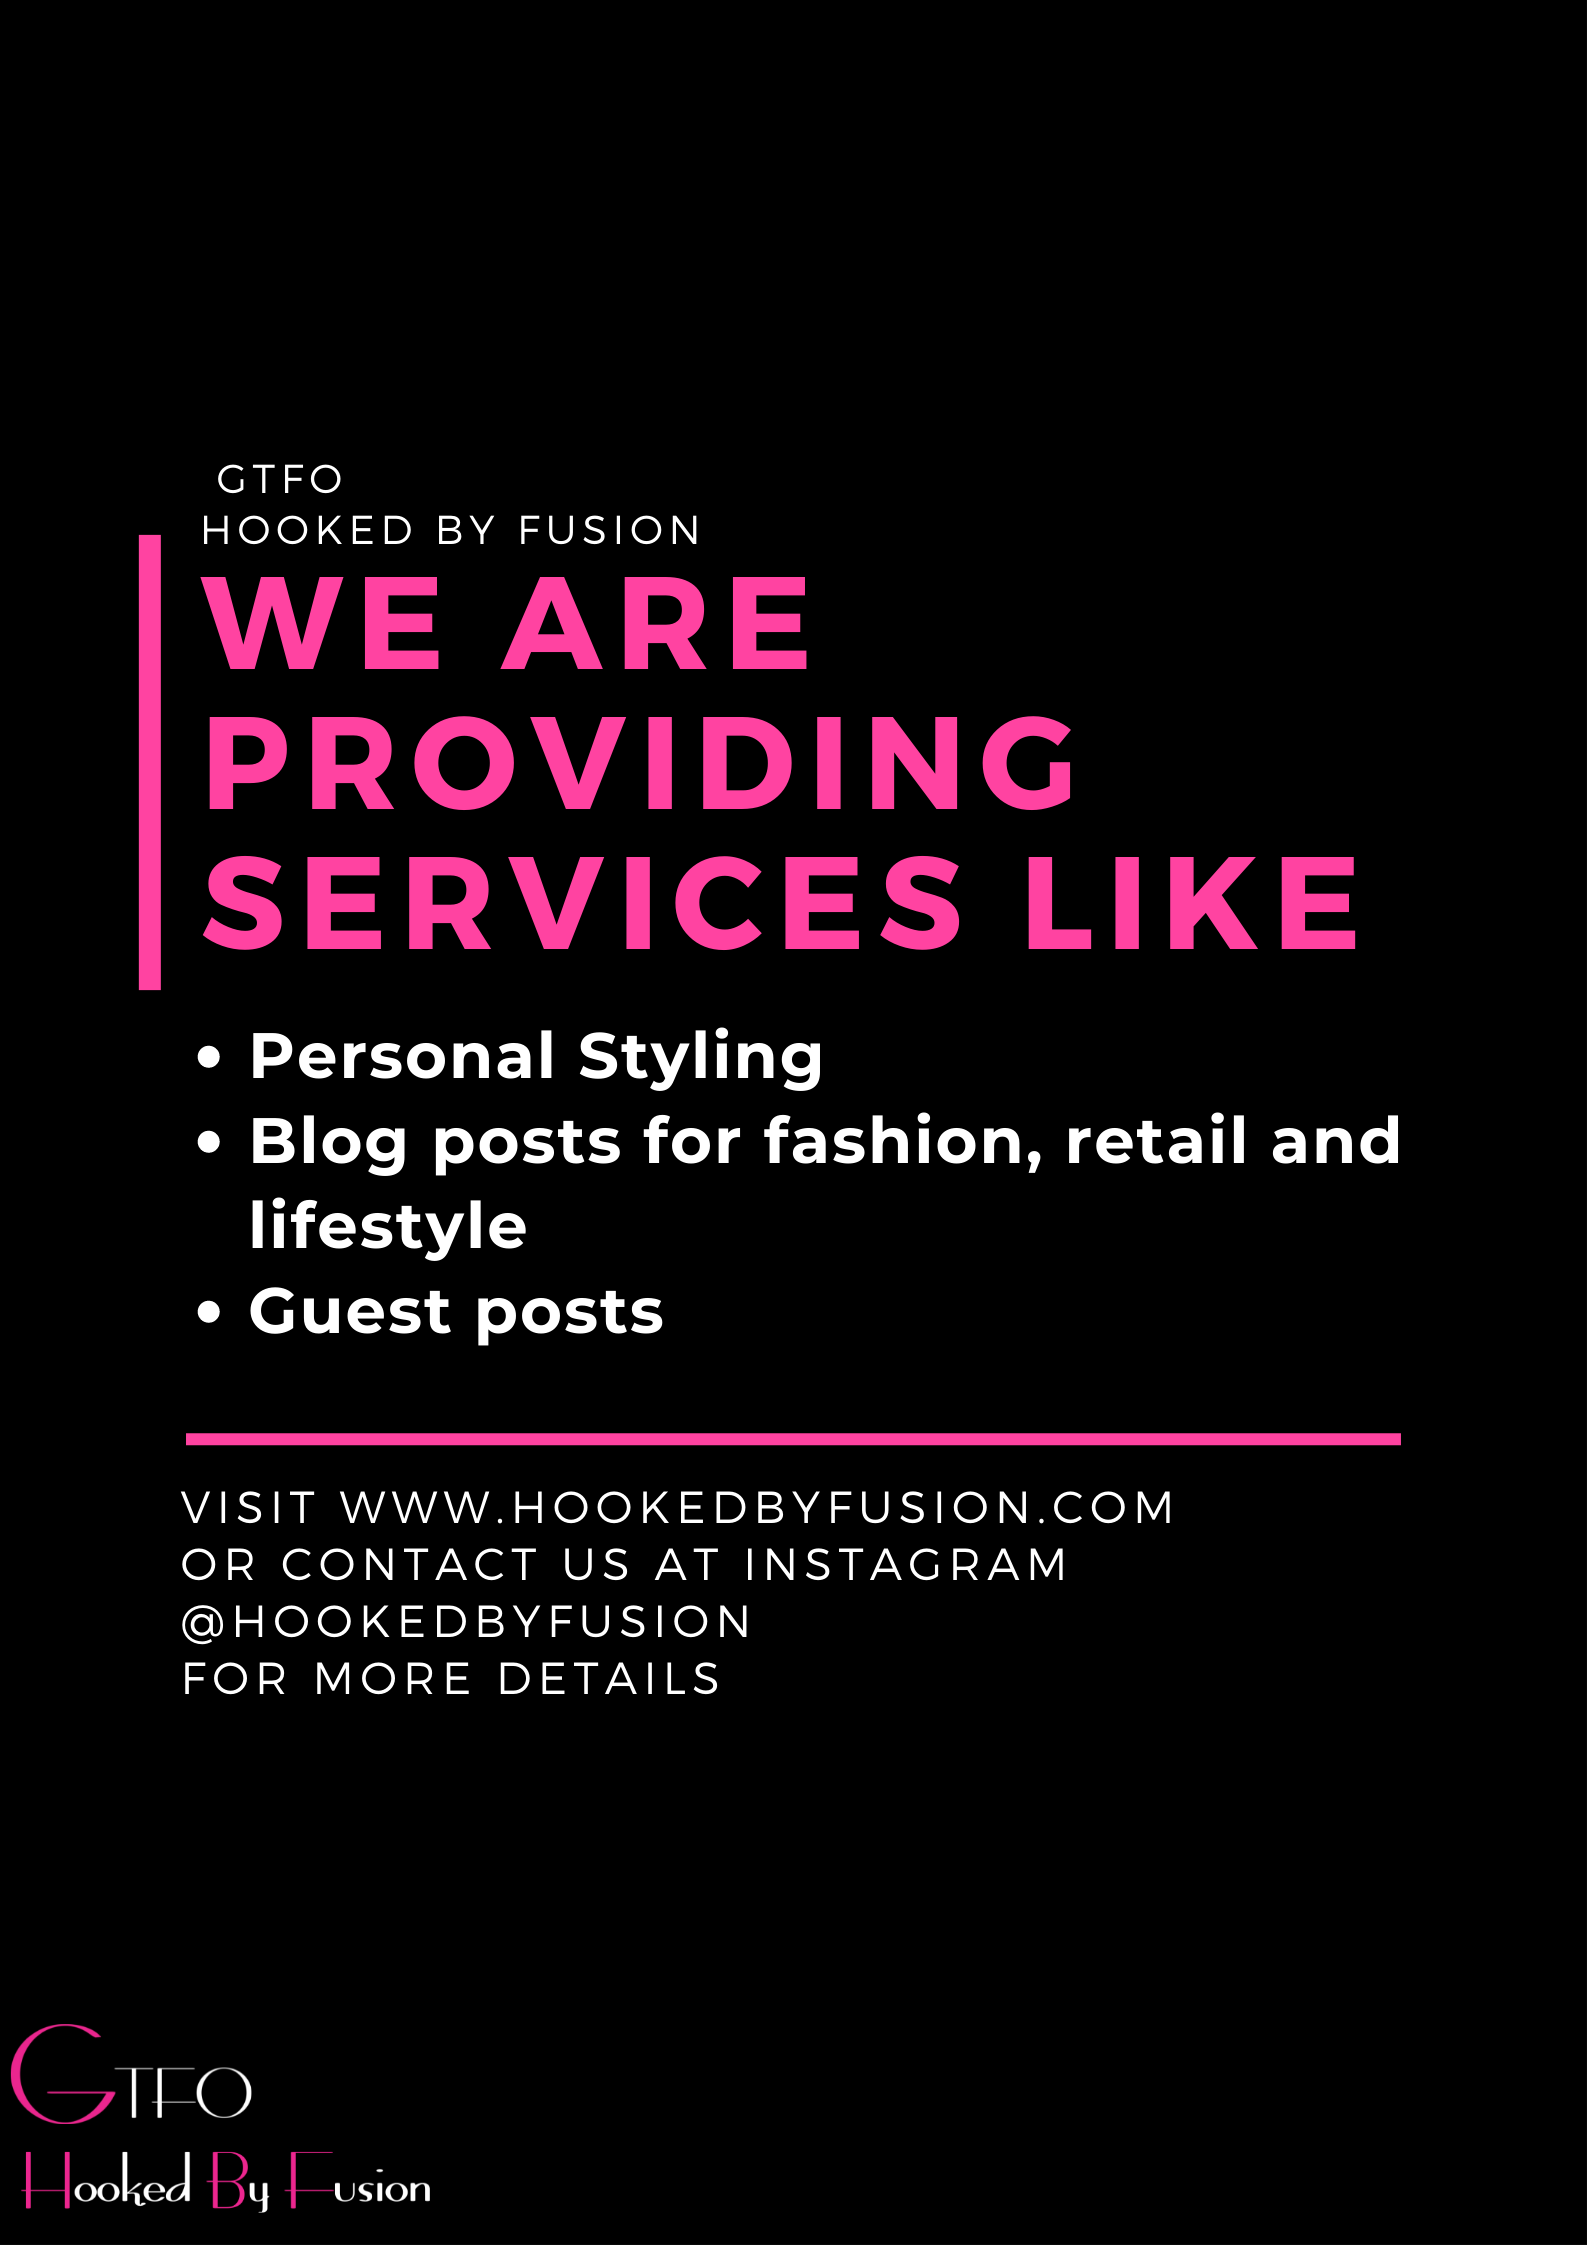 GTFO
HOOKED BY FUSION
WE ARE
PROVIDING
SERVICES LIKE
• Personal Styling
• Blog posts for fashion, retail and
lifestyle
• Guest posts
VISIT WWW.HOOKEDBYFUSION.COM
OR CONTACT US AT INSTAGRAM
@HOOKEDBYFUSION
FOR MORE DETAILS
GTFO
Hooked By Fusion